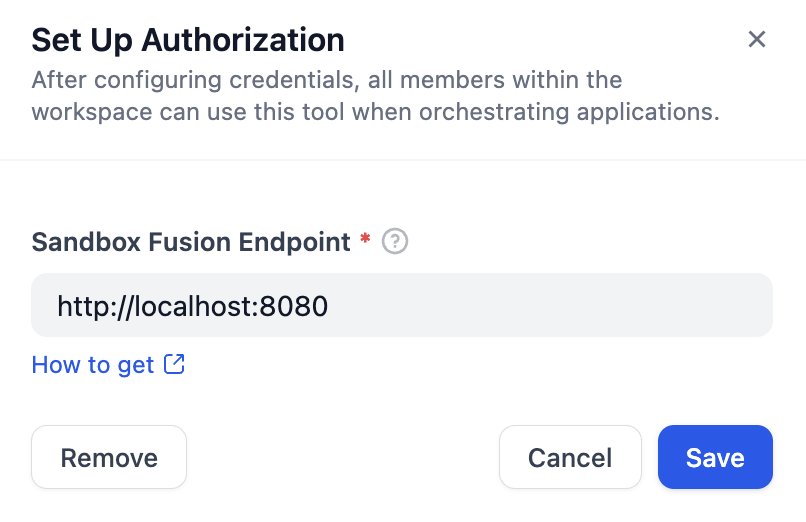 Set Up Authorization
After configuring credentials, all members within the
workspace can use this tool when orchestrating applications.
Sandbox Fusion Endpoint *
http://localhost:8080
How to get
Remove
Cancel
Save